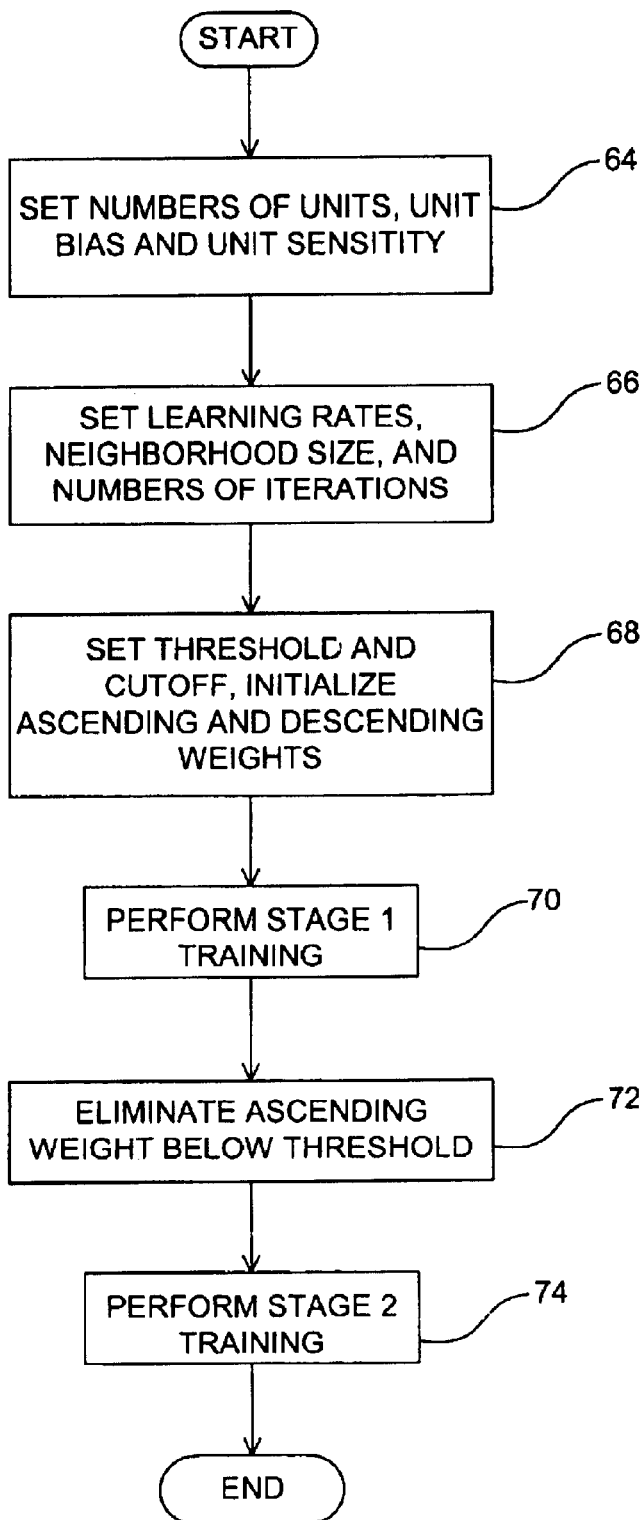 START
64
SET NUMBERS OF UNITS, UNIT
BIAS AND UNIT SENSITITY
66
SET LEARNING RATES,
NEIGHBORHOOD SIZE, AND
NUMBERS OF ITERATIONS
68
SET THRESHOLD AND
CUTOFF, INITIALIZE
ASCENDING AND DESCENDING
WEIGHTS
70
PERFORM STAGE 1
TRAINING
72
ELIMINATE ASCENDING
WEIGHT BELOW THRESHOLD
74
PERFORM STAGE 2
TRAINING
END